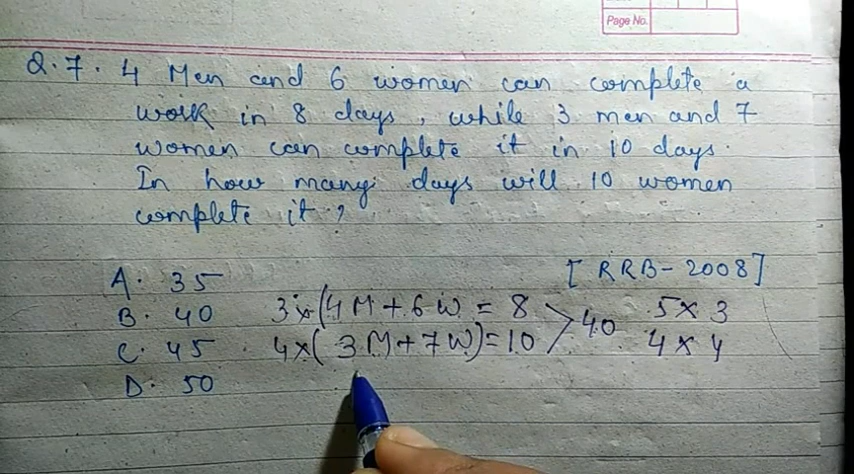 Page No.
Q.7. 4 Men and 6 women can complete a
work in 8 days, while 3 men and 7
women can complete it in 10 days.
In how many days will 10 women
complete it?
[RRB-2008]
A. 35
B. 40
C. 45
D. 50
3×(4M+6W = 8 >40 5×3
4×(3M+7W)=10 4×4